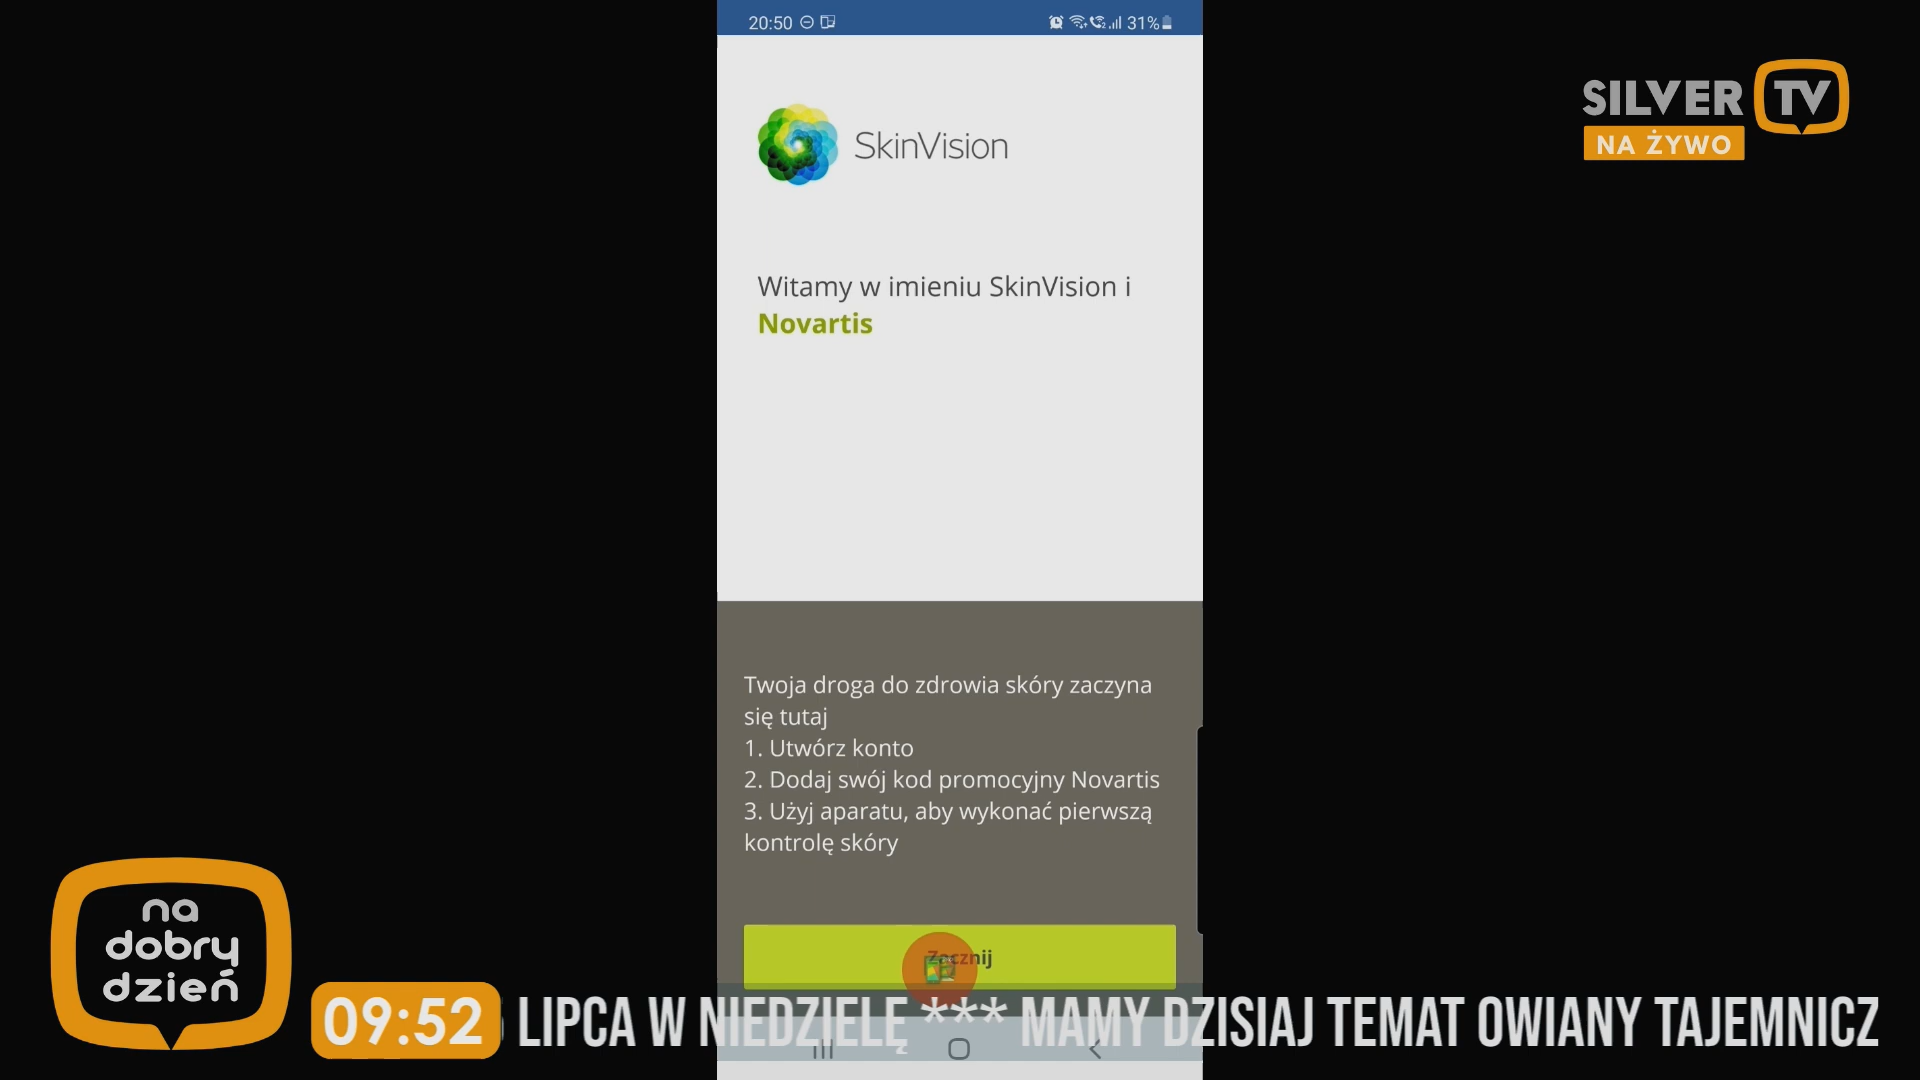 20:50
31%
SILVER TV
NA ŻYWO
SkinVision
Witamy w imieniu SkinVision i
Novartis
Twoja droga do zdrowia skóry zaczyna
się tutaj
1. Utwórz konto
2. Dodaj swój kod promocyjny Novartis
3. Użyj aparatu, aby wykonać pierwszą
kontrolę skóry
Zacznij
na
dobry
dzień
09:52
LIPCA W NIEDZIELĘ *** MAMY DZISIAJ TEMAT OWIANY TAJEMNICZ